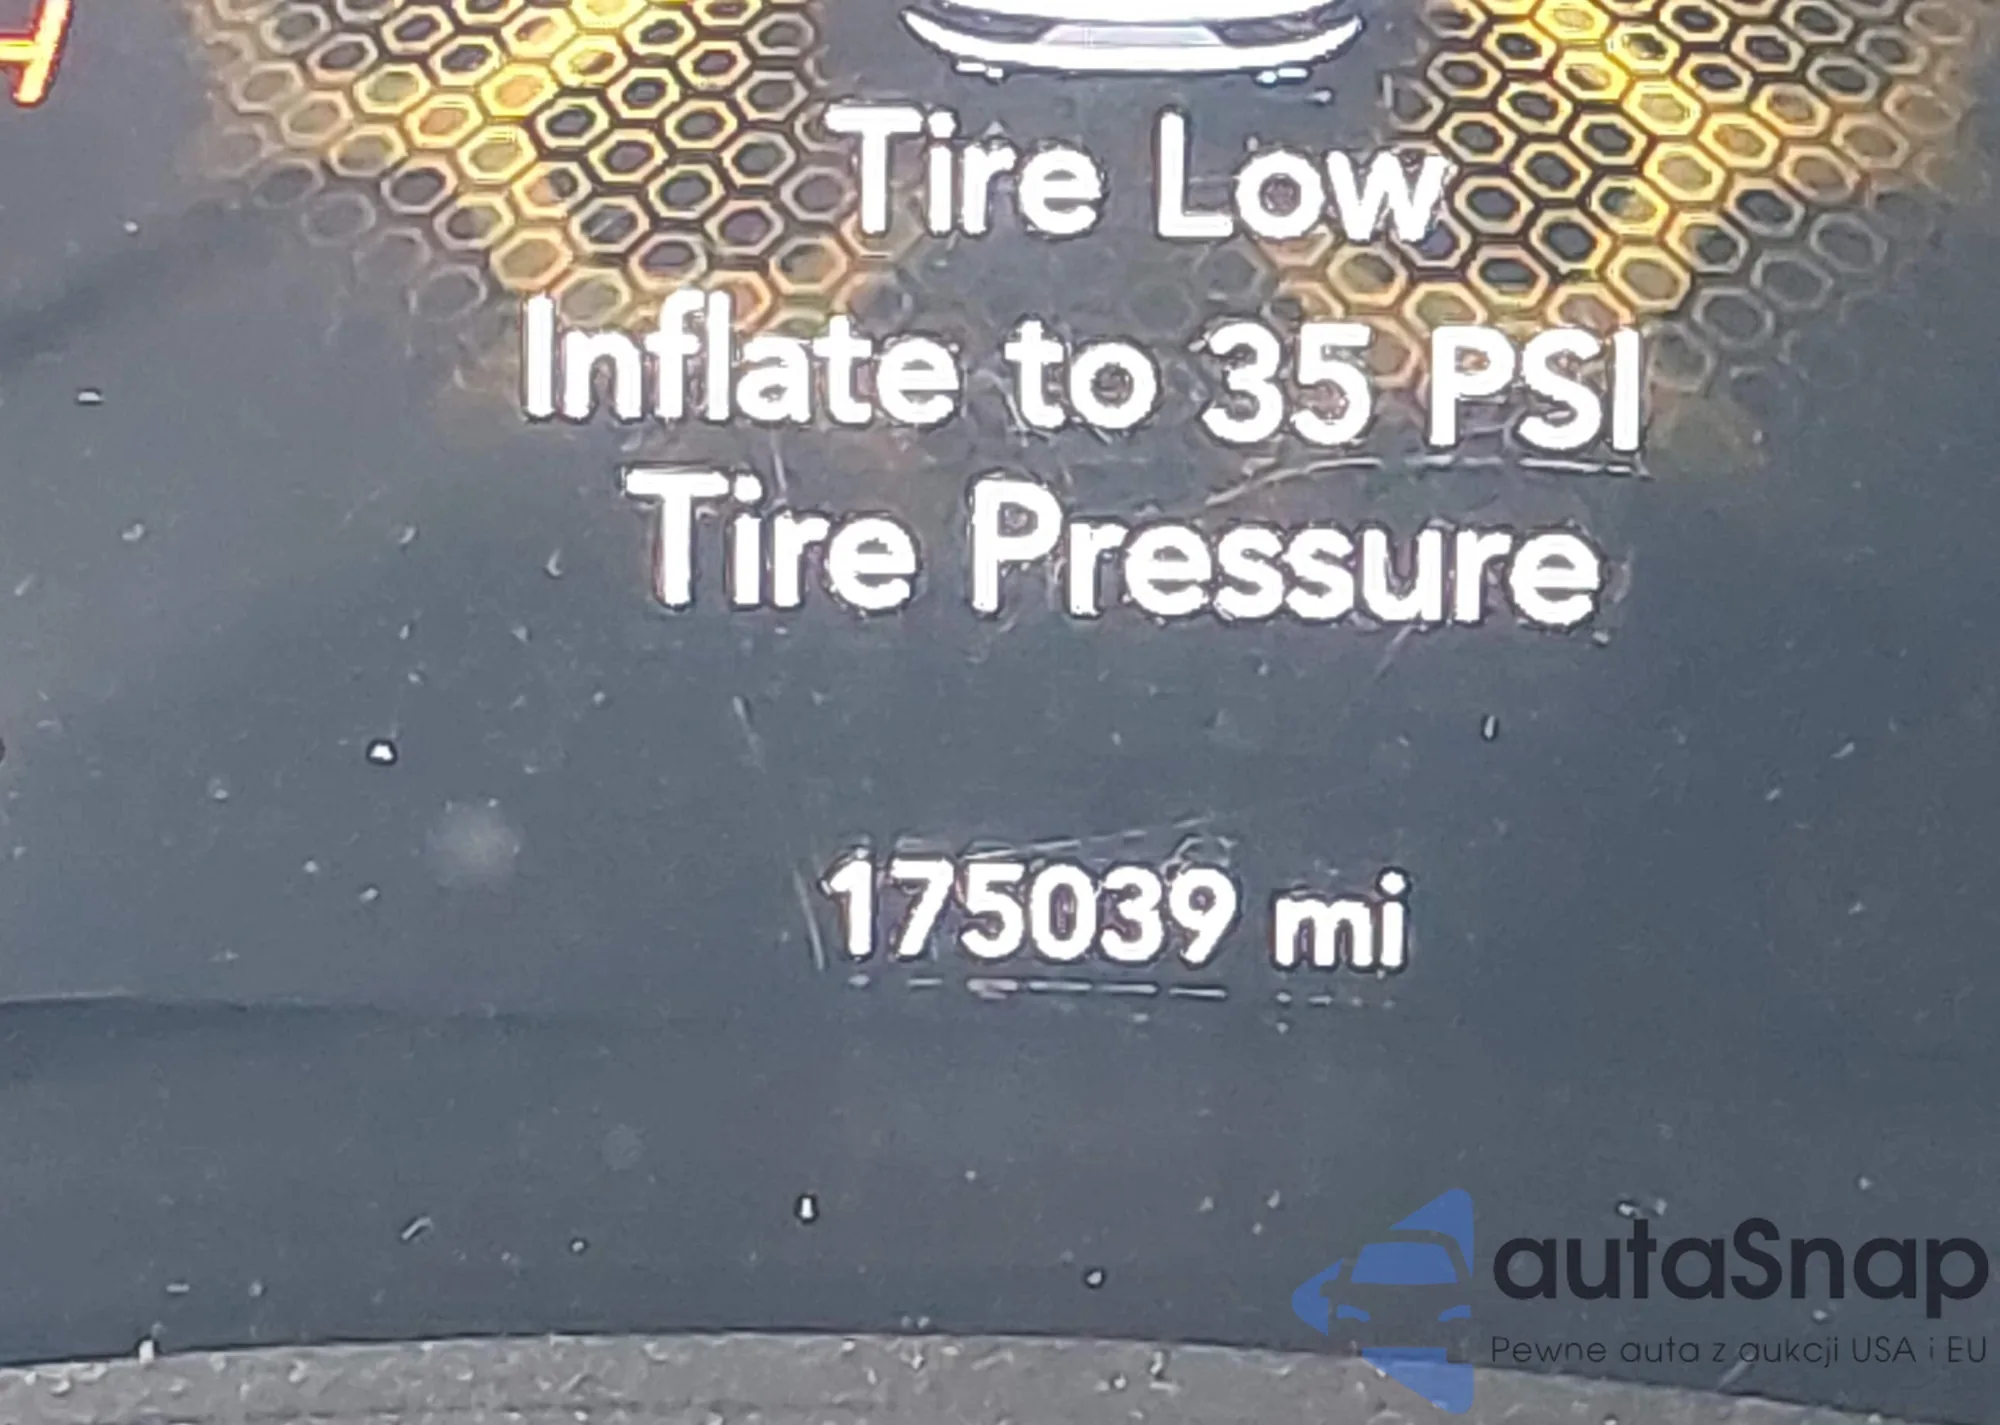 Tire Low
Inflate to 35 PSI
Tire Pressure
175039 mi
autaSnap
Pewne auta z aukcji USA i EU